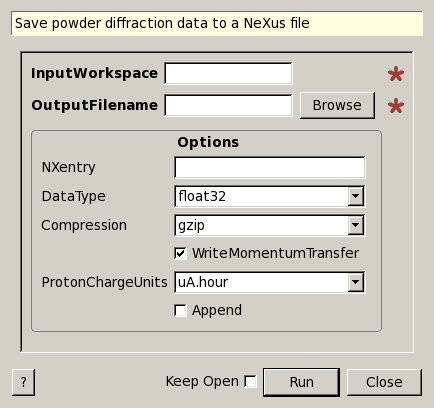 Save powder diffraction data to a NeXus file
InputWorkspace *
OutputFilename Browse *
Options
NXentry
DataType float32
Compression gzip
WriteMomentumTransfer
ProtonChargeUnits uA.hour
Append
? Keep Open Run Close